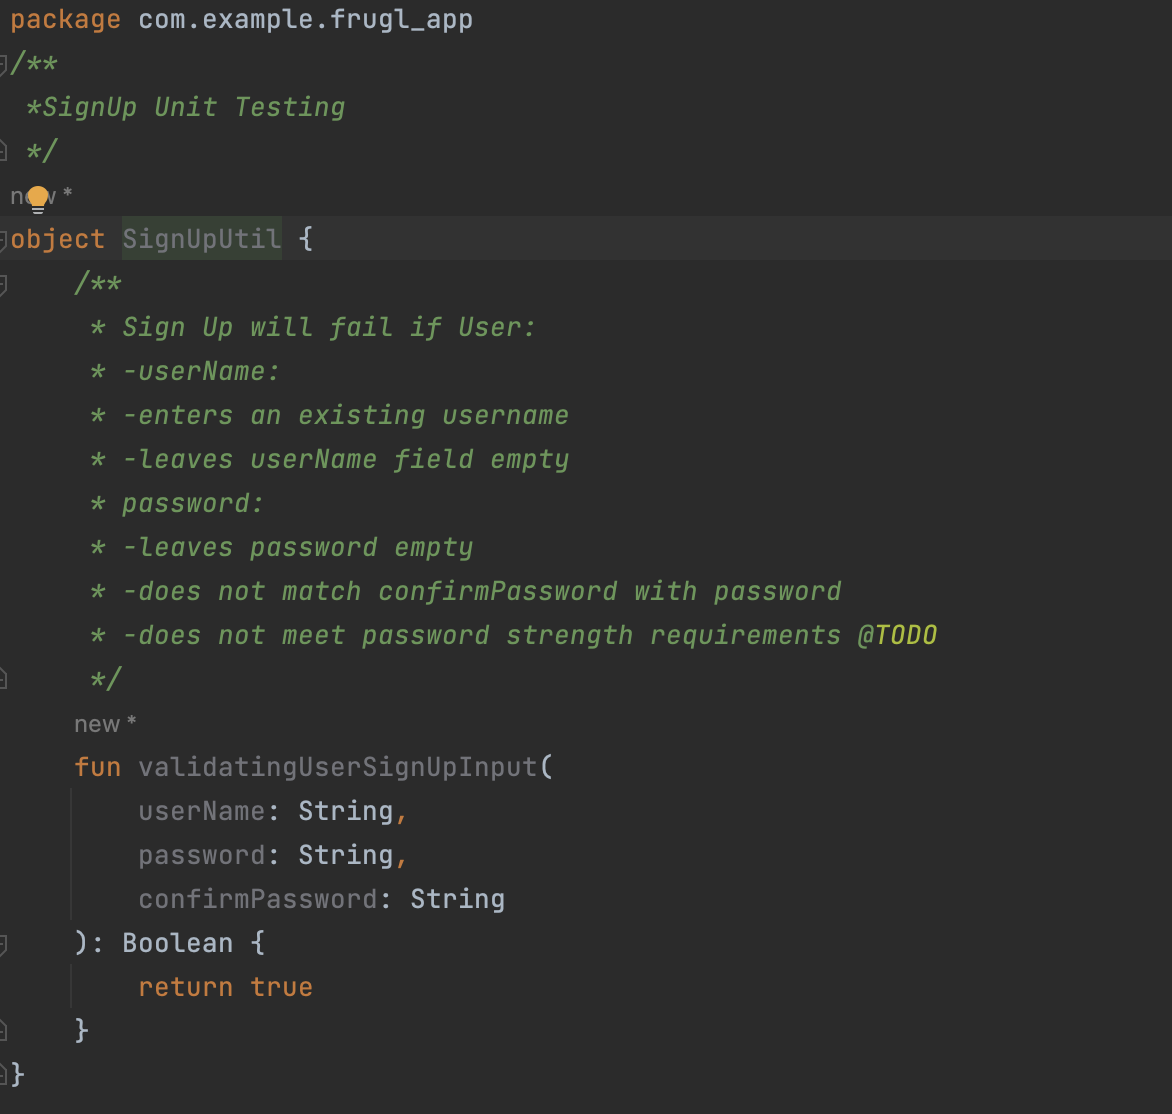 package com.example.frugl_app
/**
*SignUp Unit Testing
*/
new *
object SignUpUtil {
/**
* Sign Up will fail if User:
* -userName:
* -enters an existing username
* -leaves userName field empty
* password:
* -leaves password empty
* -does not match confirmPassword with password
* -does not meet password strength requirements @TODO
*/
new *
fun validatingUserSignUpInput(
userName: String,
password: String,
confirmPassword: String
): Boolean {
return true
}
}